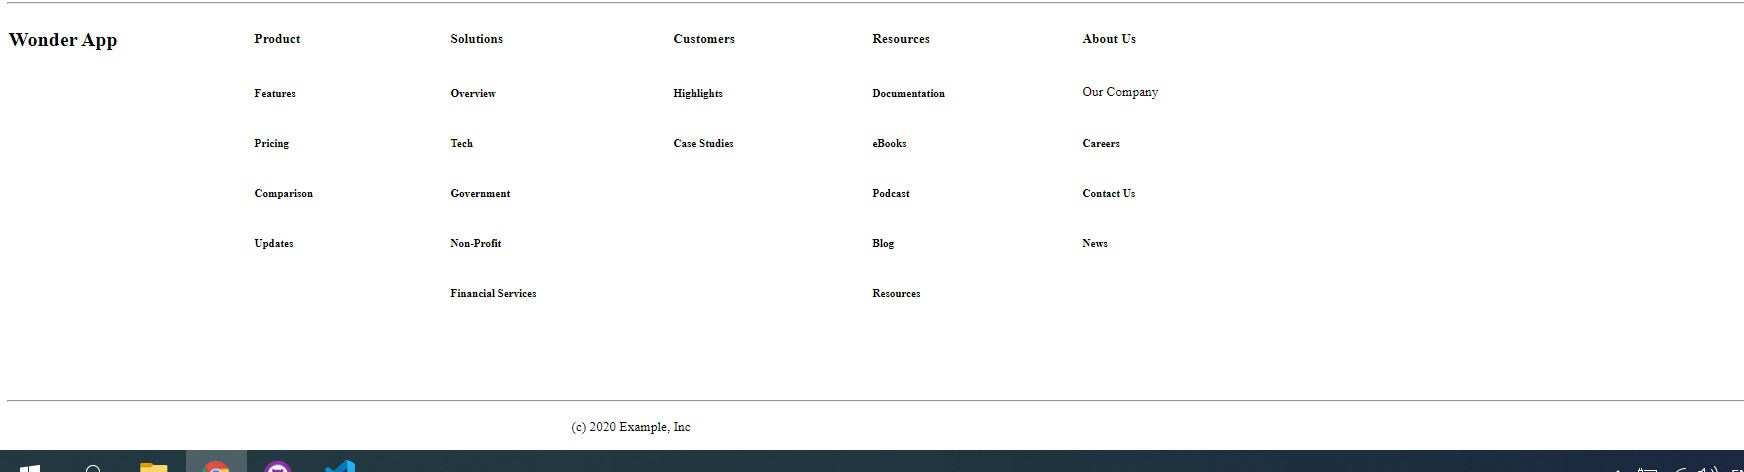 Wonder App
Product
Features
Pricing
Comparison
Updates
Solutions
Overview
Tech
Government
Non-Profit
Financial Services
Customers
Highlights
Case Studies
Resources
Documentation
eBooks
Podcast
Blog
Resources
About Us
Our Company
Careers
Contact Us
News
(c) 2020 Example, Inc